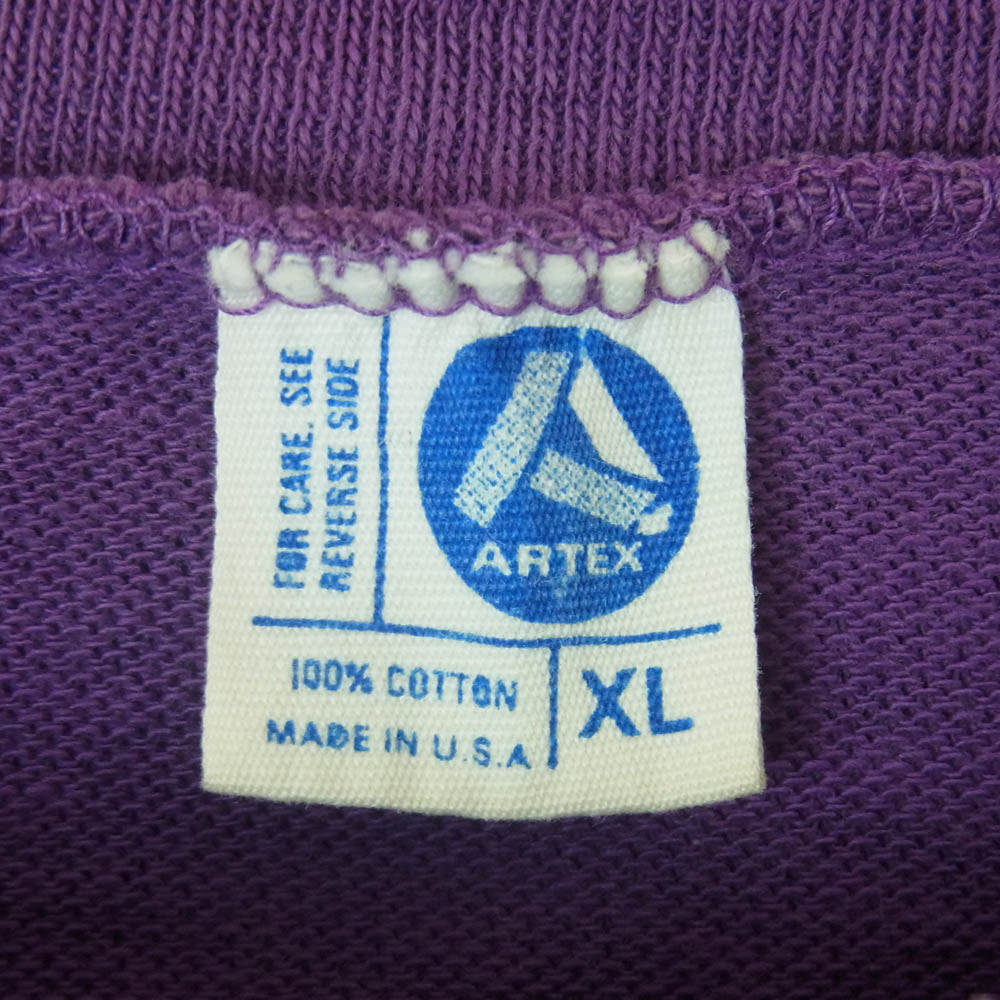 FOR CARE. SEE
REVERSE SIDE
ARTEX
100% COTTON
MADE IN U.S.A
XL